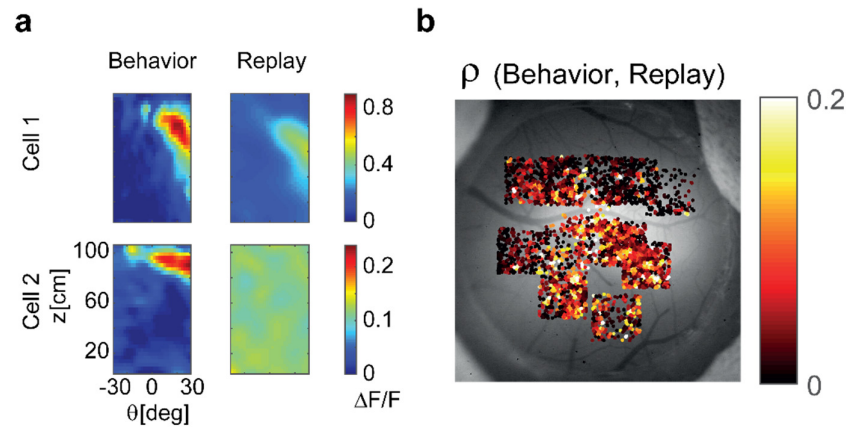 a
Behavior
Replay
Cell 1
0.8
0.4
0
Cell 2
z[cm]
100
60
20
-30 0 30
θ[deg]
0.2
0.1
0
ΔF/F
b
ρ (Behavior, Replay)
0.2
0